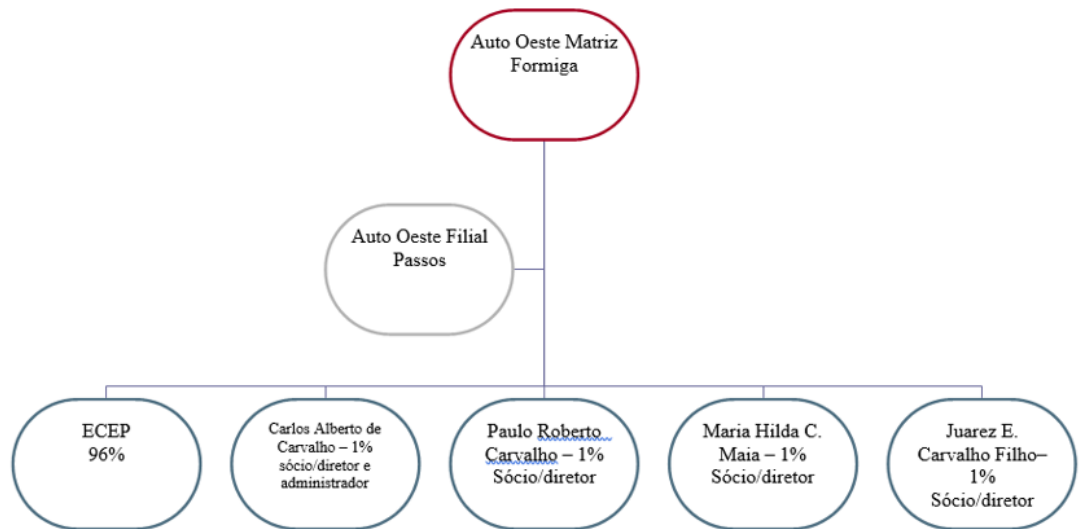 Auto Oeste Matriz
Formiga
Auto Oeste Filial
Passos
ECEP
96%
Carlos Alberto de
Carvalho – 1%
sócio/diretor e
administrador
Paulo Roberto
Carvalho – 1%
Sócio/diretor
Maria Hilda C.
Maia – 1%
Sócio/diretor
Juarez E.
Carvalho Filho–
1%
Sócio/diretor